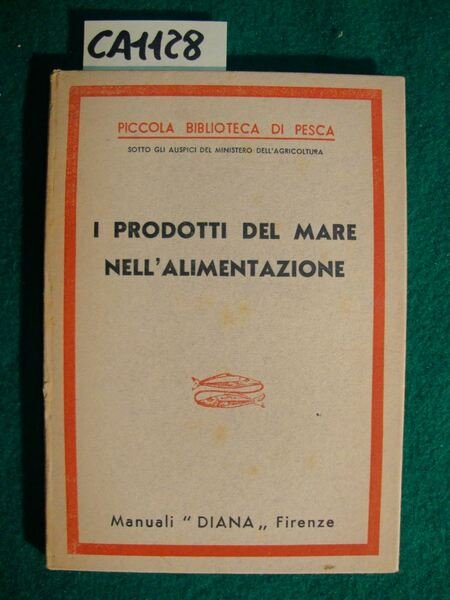 CA1128
PICCOLA BIBLIOTECA DI PESCA
SOTTO GLI AUSPICI DEL MINISTERO DELL'AGRICOLTURA
I PRODOTTI DEL MARE
NELL'ALIMENTAZIONE
Manuali “ DIANA „ Firenze